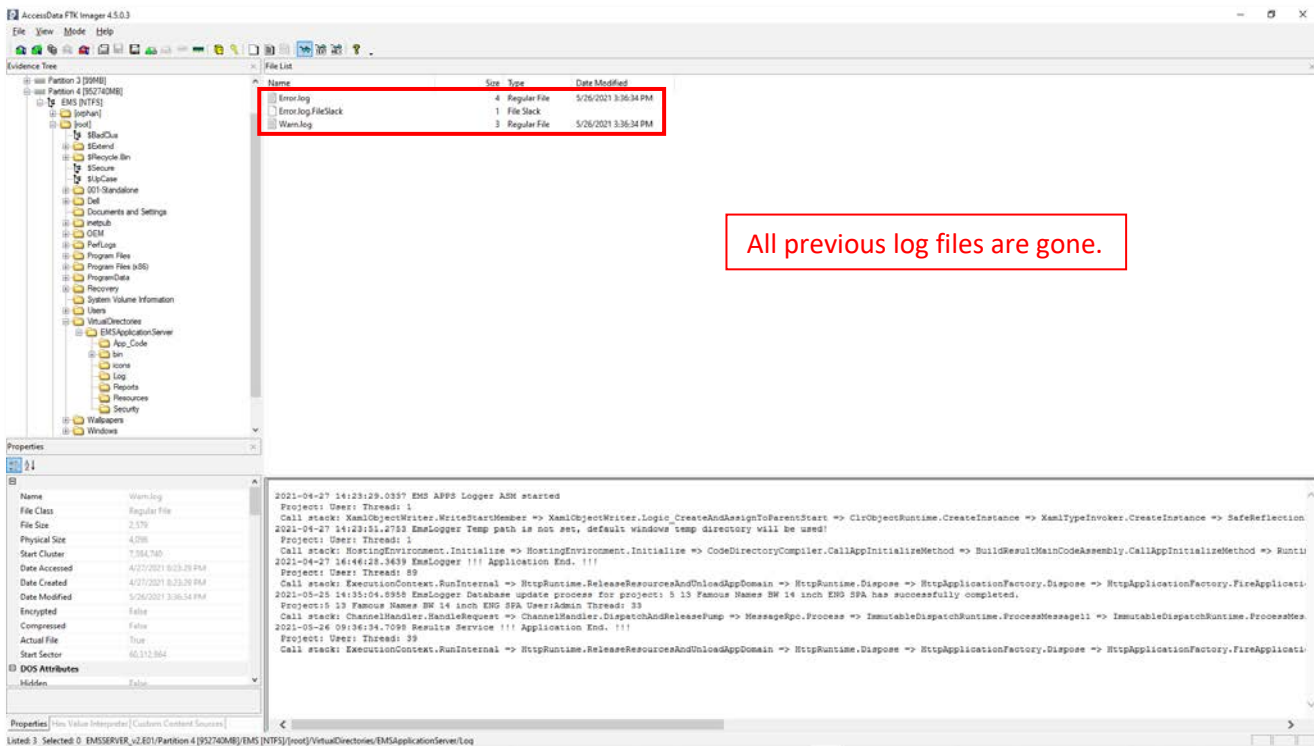 AccessData FTK Imager 4.5.0.3
File View Mode Help
Evidence Tree
Partition 3 [99MB]
Partition 4 [952740MB]
EMS [NTFS]
[orphan]
[root]
$BadClus
$Extend
$Recycle.Bin
$Secure
$UpCase
001-Standalone
Dell
Documents and Settings
inetpub
OEM
PerfLogs
Program Files
Program Files (x86)
ProgramData
Recovery
System Volume Information
Users
VirtualDirectories
EMSApplicationServer
App_Code
bin
icons
Log
Reports
Resources
Security
Wallpapers
Windows
File List
Name Size Type Date Modified
Error.log 4 Regular File 5/26/2021 3:36:34 PM
Error.log.FileSlack 1 File Slack
Warn.log 3 Regular File 5/26/2021 3:36:34 PM
All previous log files are gone.
Properties
Name Warn.log
File Class Regular File
File Size 2,579
Physical Size 4,096
Start Cluster
Date Accessed 4/27/2021 8:23:29 PM
Date Created 4/27/2021 8:23:29 PM
Date Modified 5/26/2021 3:36:34 PM
Encrypted False
Compressed False
Actual File True
Start Sector 60,312,984
DOS Attributes
Hidden False
Properties Hex Value Interpreter Custom Content Sources
2021-04-27 14:23:29.0337 EMS APPS Logger ASM started
Project: User: Thread: 1
Call stack: XamlObjectWriter.WriteStartMember => XamlObjectWriter.Logic_CreateAndAssignToParentStart => ClrObjectRuntime.CreateInstance => XamlTypeInvoker.CreateInstance => SafeReflection
2021-04-27 14:23:51.2753 EmsLogger Temp path is not set, default windows temp directory will be used!
Project: User: Thread: 1
Call stack: HostingEnvironment.Initialize => HostingEnvironment.Initialize => CodeDirectoryCompiler.CallAppInitializeMethod => BuildResultMainCodeAssembly.CallAppInitializeMethod => Runti
2021-04-27 16:46:28.3639 EmsLogger !!! Application End. !!!
Project: User: Thread: 89
Call stack: ExecutionContext.RunInternal => HttpRuntime.ReleaseResourcesAndUnloadAppDomain => HttpRuntime.Dispose => HttpApplicationFactory.Dispose => HttpApplicationFactory.FireApplicati
2021-05-25 14:35:04.8958 EmsLogger Database update process for project: 5 13 Famous Names BW 14 inch ENG SPA has successfully completed.
Project:5 13 Famous Names BW 14 inch ENG SPA User:Admin Thread: 33
Call stack: ChannelHandler.HandleRequest => ChannelHandler.DispatchAndReleasePump => MessageRpc.Process => ImmutableDispatchRuntime.ProcessMessage11 => ImmutableDispatchRuntime.ProcessMes
2021-05-26 09:36:34.7098 Results Service !!! Application End. !!!
Project: User: Thread: 39
Call stack: ExecutionContext.RunInternal => HttpRuntime.ReleaseResourcesAndUnloadAppDomain => HttpRuntime.Dispose => HttpApplicationFactory.Dispose => HttpApplicationFactory.FireApplicati
Listed: 3 Selected: 0 EMSSERVER_v2.E01/Partition 4 [952740MB]/EMS [NTFS]/[root]/VirtualDirectories/EMSApplicationServer/Log